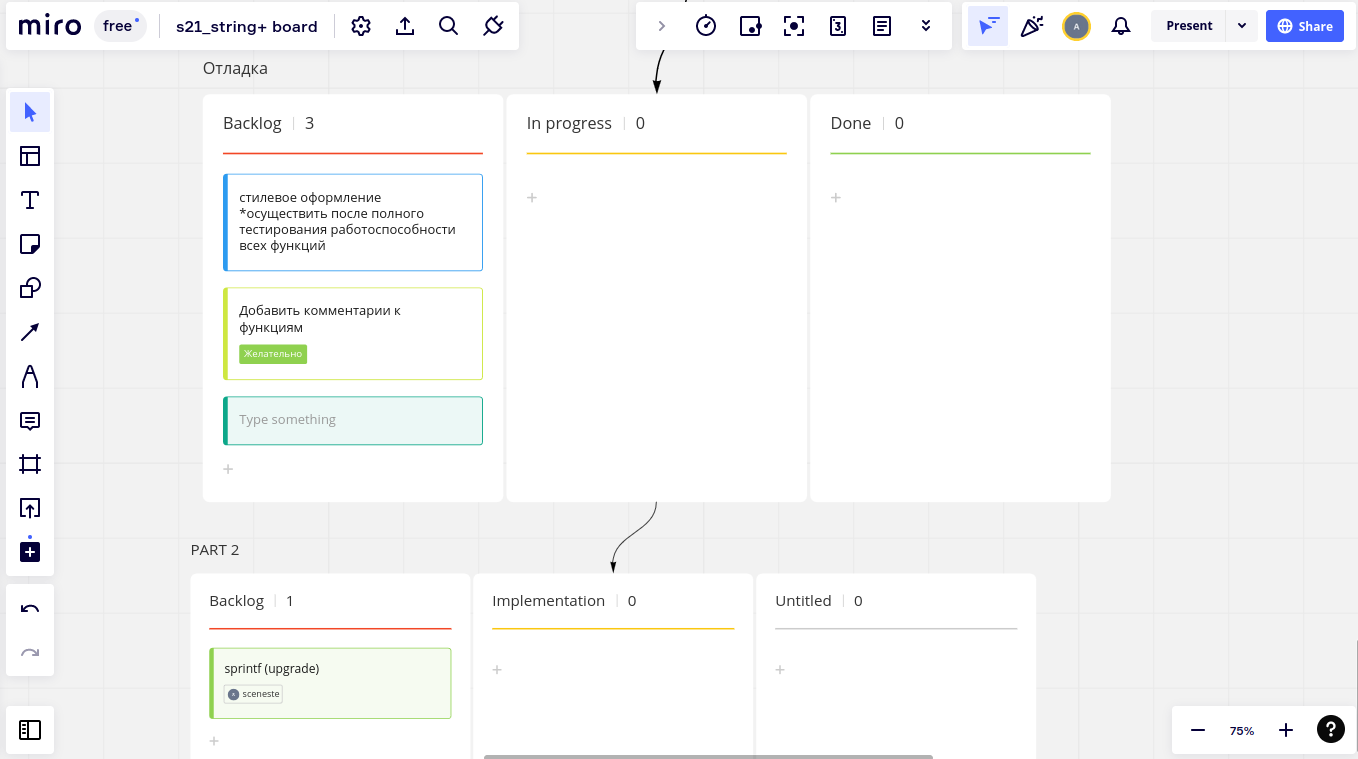 miro free s21_string+ board
3 A Present Share
Отладка
Backlog 3
In progress 0
Done 0
стилевое оформление
*осуществить после полного
тестирования работоспособности
всех функций
Добавить комментарии к
функциям
Желательно
Type something
PART 2
Backlog 1
Implementation 0
Untitled 0
sprintf (upgrade)
sceneste
75% ?